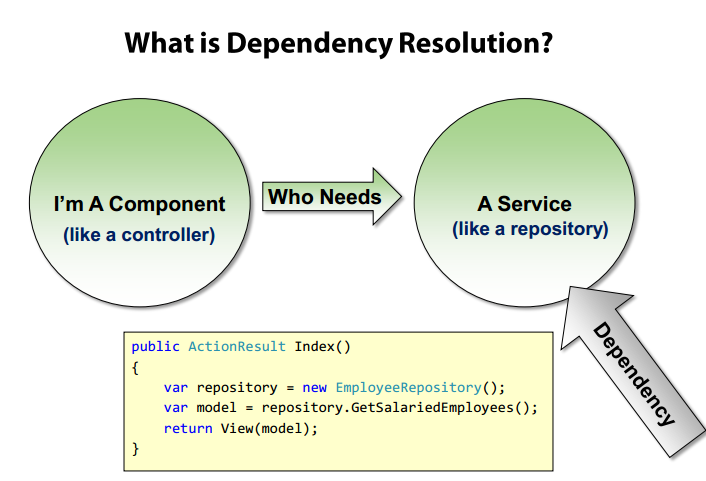 What is Dependency Resolution?
I'm A Component
(like a controller)
Who Needs
A Service
(like a repository)
Dependency
public ActionResult Index()
{
    var repository = new EmployeeRepository();
    var model = repository.GetSalariedEmployees();
    return View(model);
}